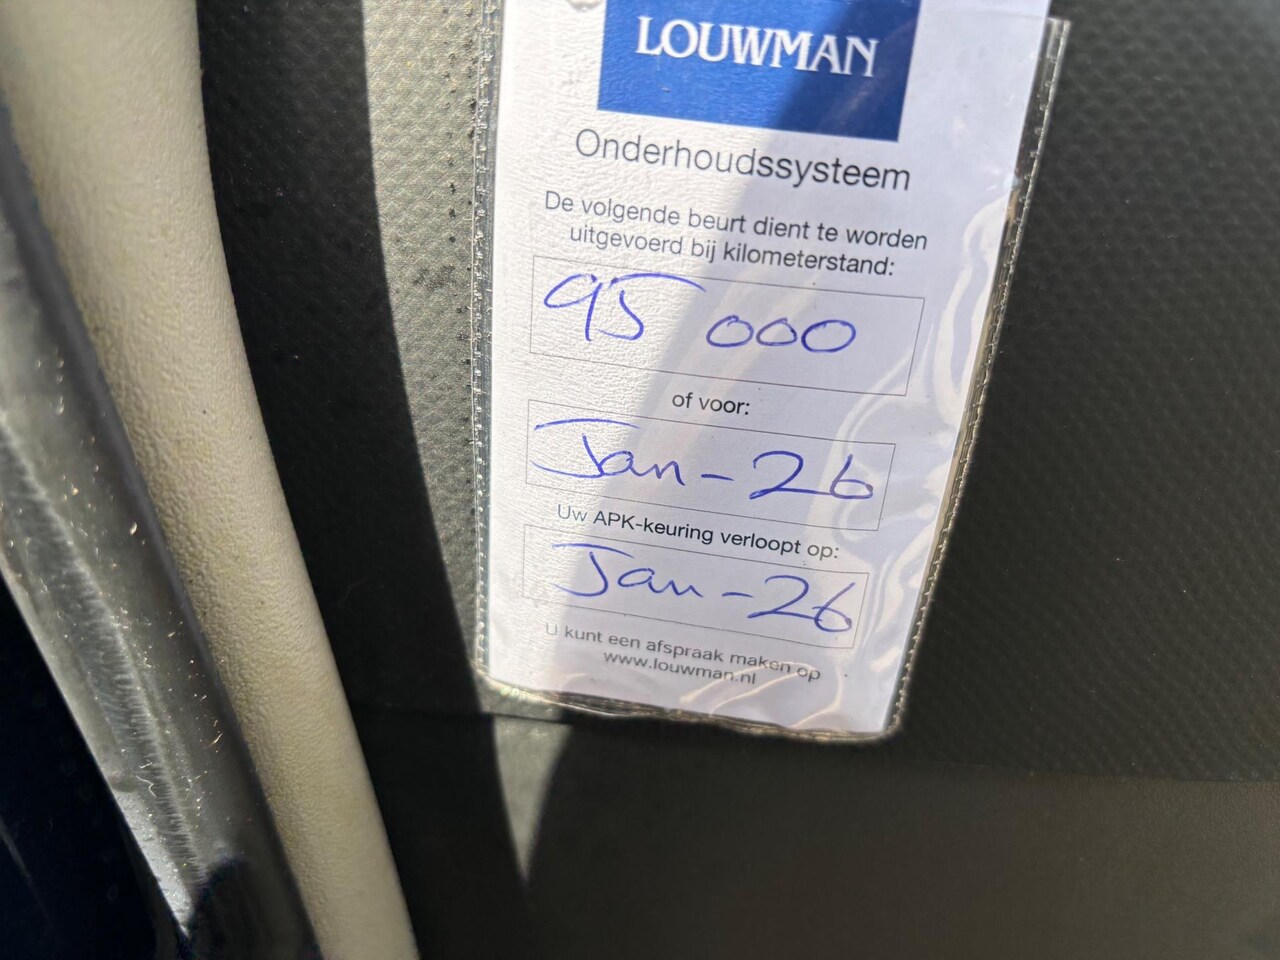 LOUWMAN
Onderhoudssysteem
De volgende beurt dient te worden
uitgevoerd bij kilometerstand:
95 000
of voor:
Jan-26
Uw APK-keuring verloopt op:
Jan-26
U kunt een afspraak maken op
www.louwman.nl